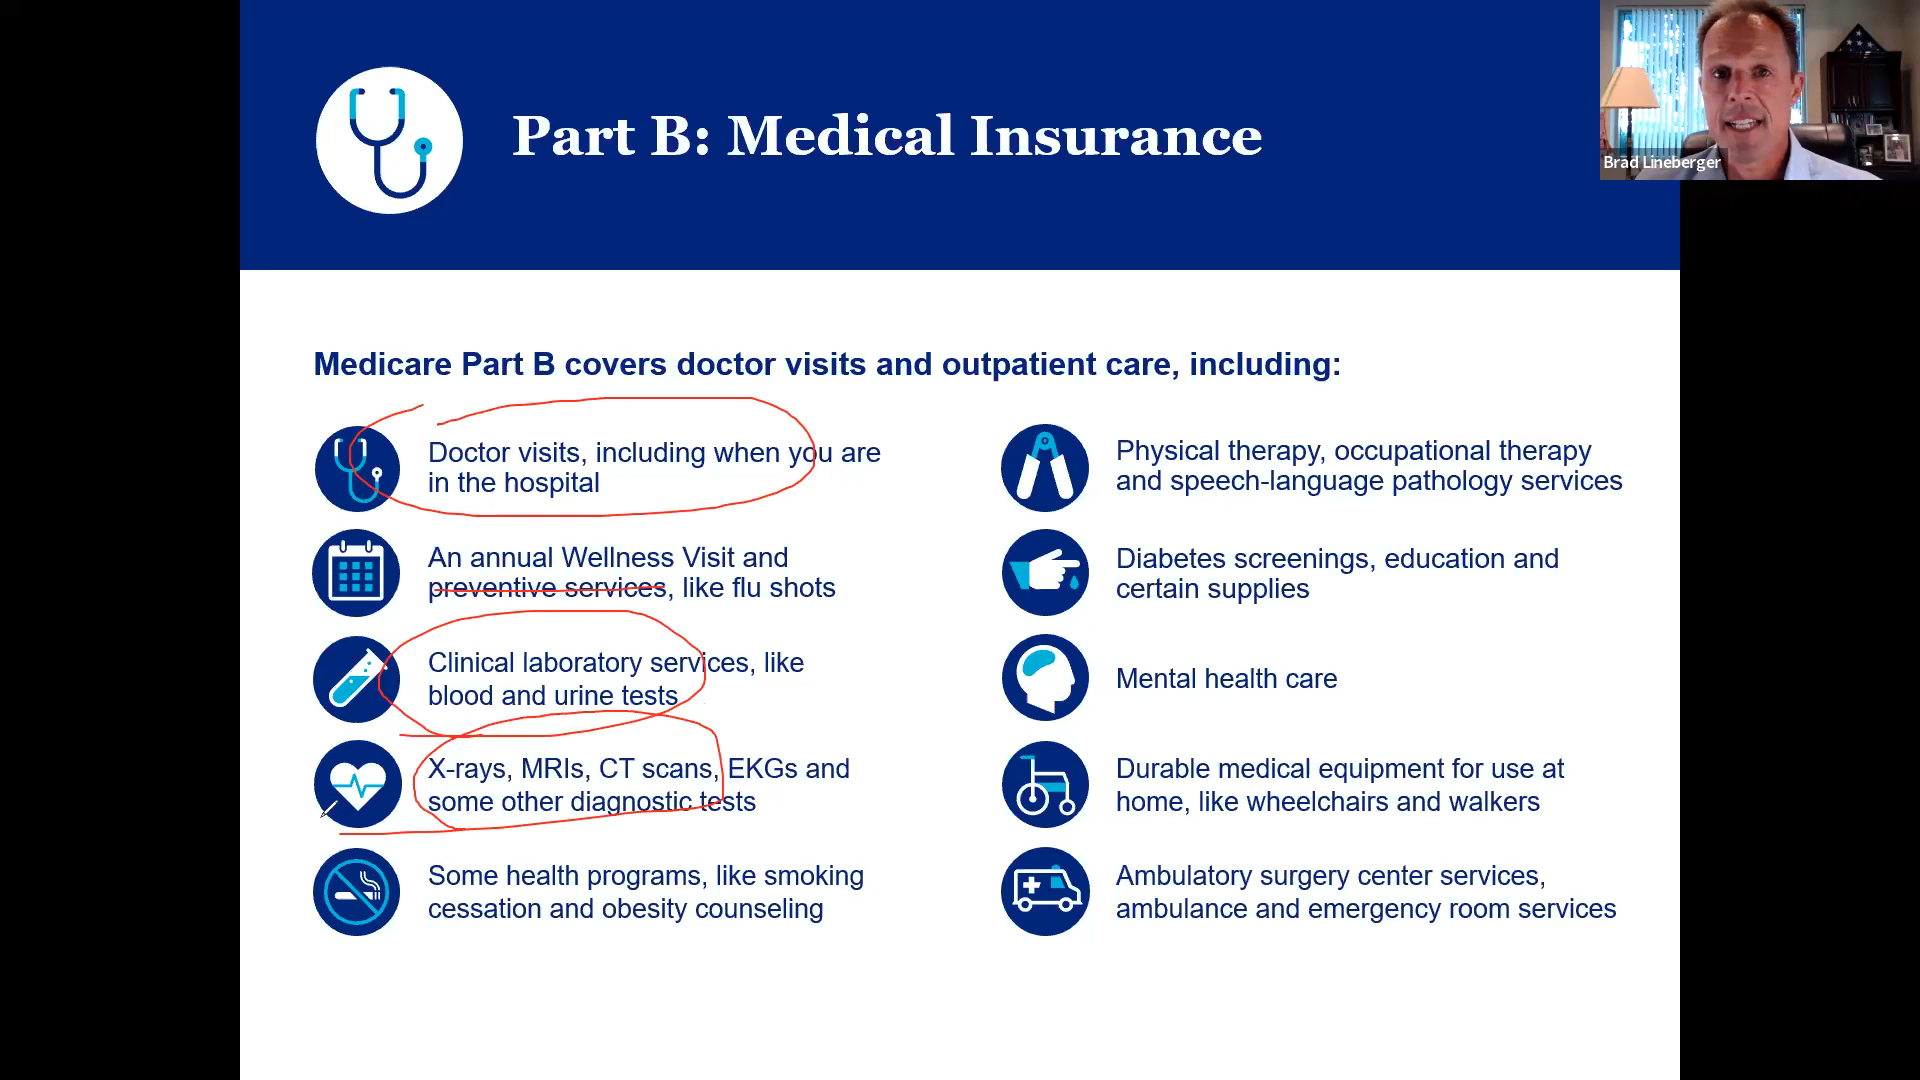 Part B: Medical Insurance
Brad Lineberger
Medicare Part B covers doctor visits and outpatient care, including:
Doctor visits, including when you are
in the hospital
An annual Wellness Visit and
preventive services, like flu shots
Clinical laboratory services, like
blood and urine tests
X-rays, MRIs, CT scans, EKGs and
some other diagnostic tests
Some health programs, like smoking
cessation and obesity counseling
Physical therapy, occupational therapy
and speech-language pathology services
Diabetes screenings, education and
certain supplies
Mental health care
Durable medical equipment for use at
home, like wheelchairs and walkers
Ambulatory surgery center services,
ambulance and emergency room services